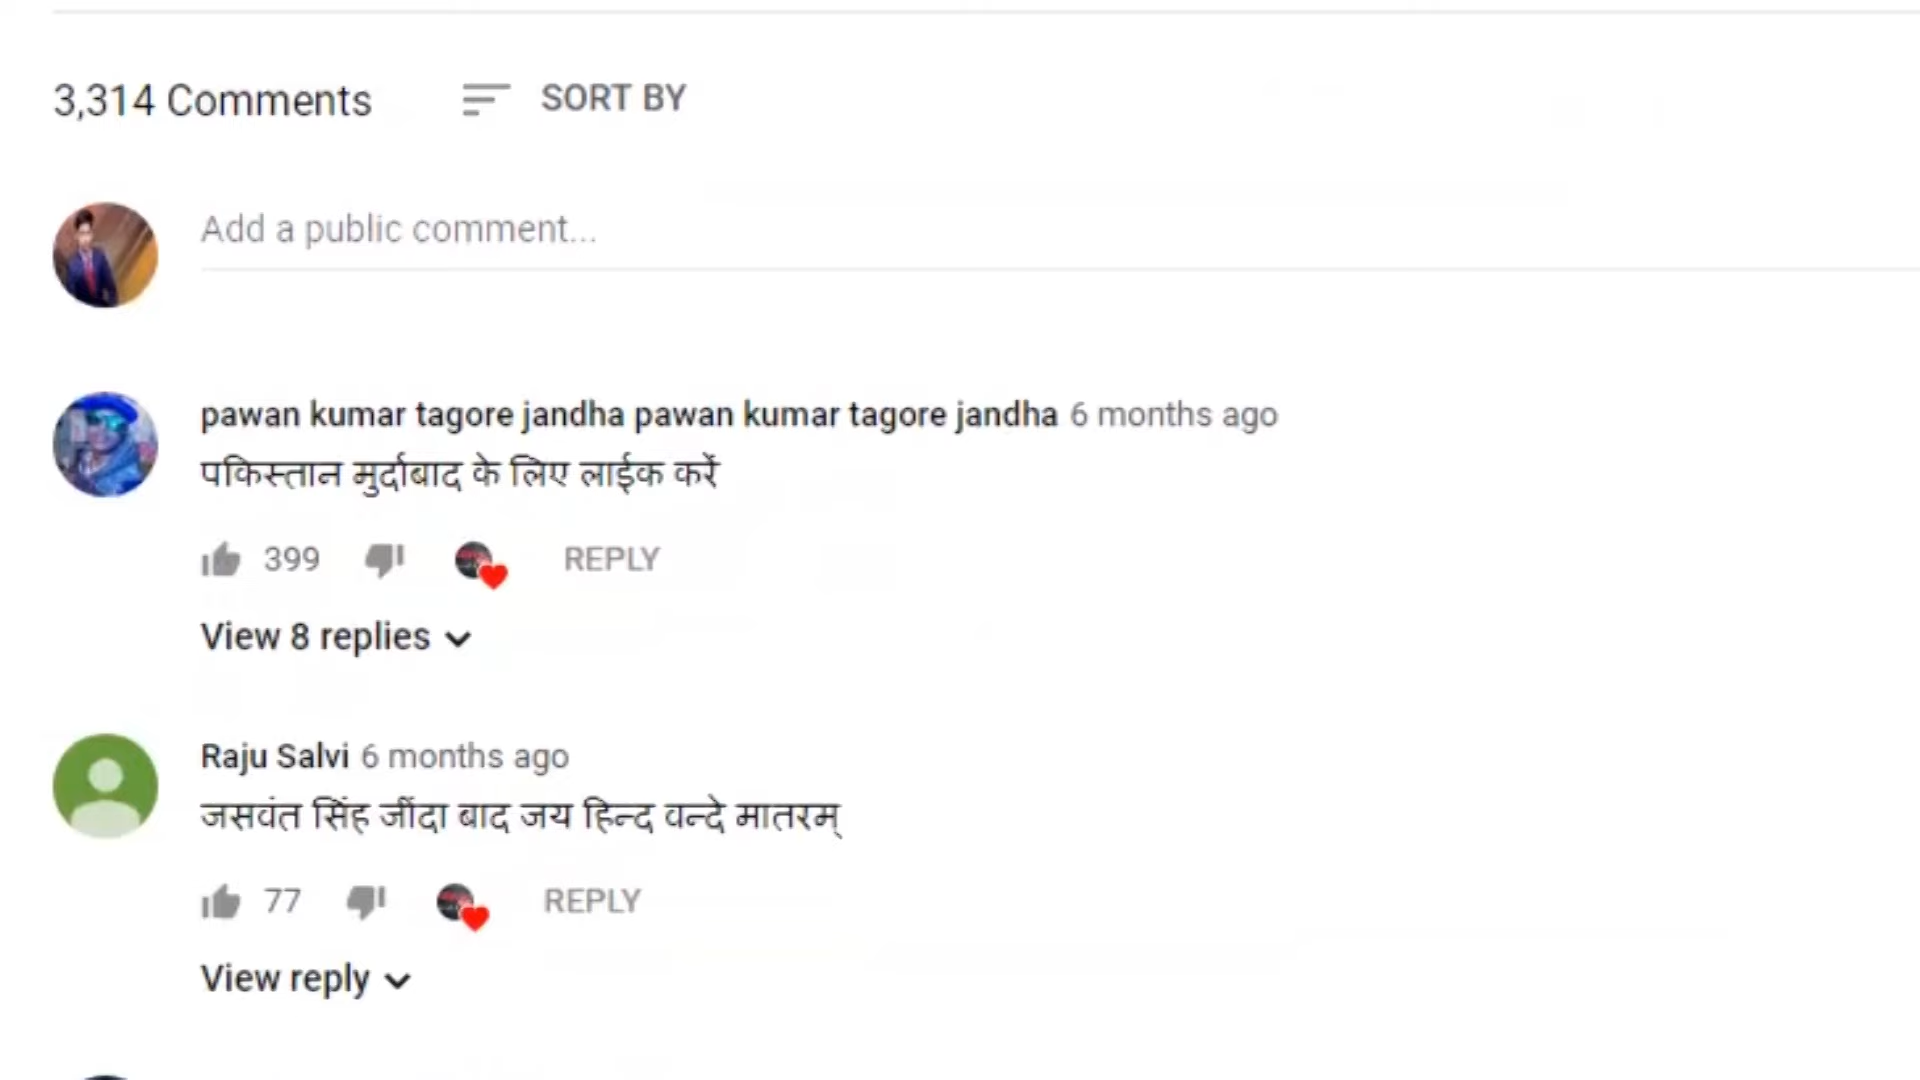 3,314 Comments SORT BY
Add a public comment...
pawan kumar tagore jandha pawan kumar tagore jandha 6 months ago
पकिस्तान मुर्दाबाद के लिए लाईक करें
399 REPLY
View 8 replies
Raju Salvi 6 months ago
जसवंत सिंह जींदा बाद जय हिन्द वन्दे मातरम्
77 REPLY
View reply